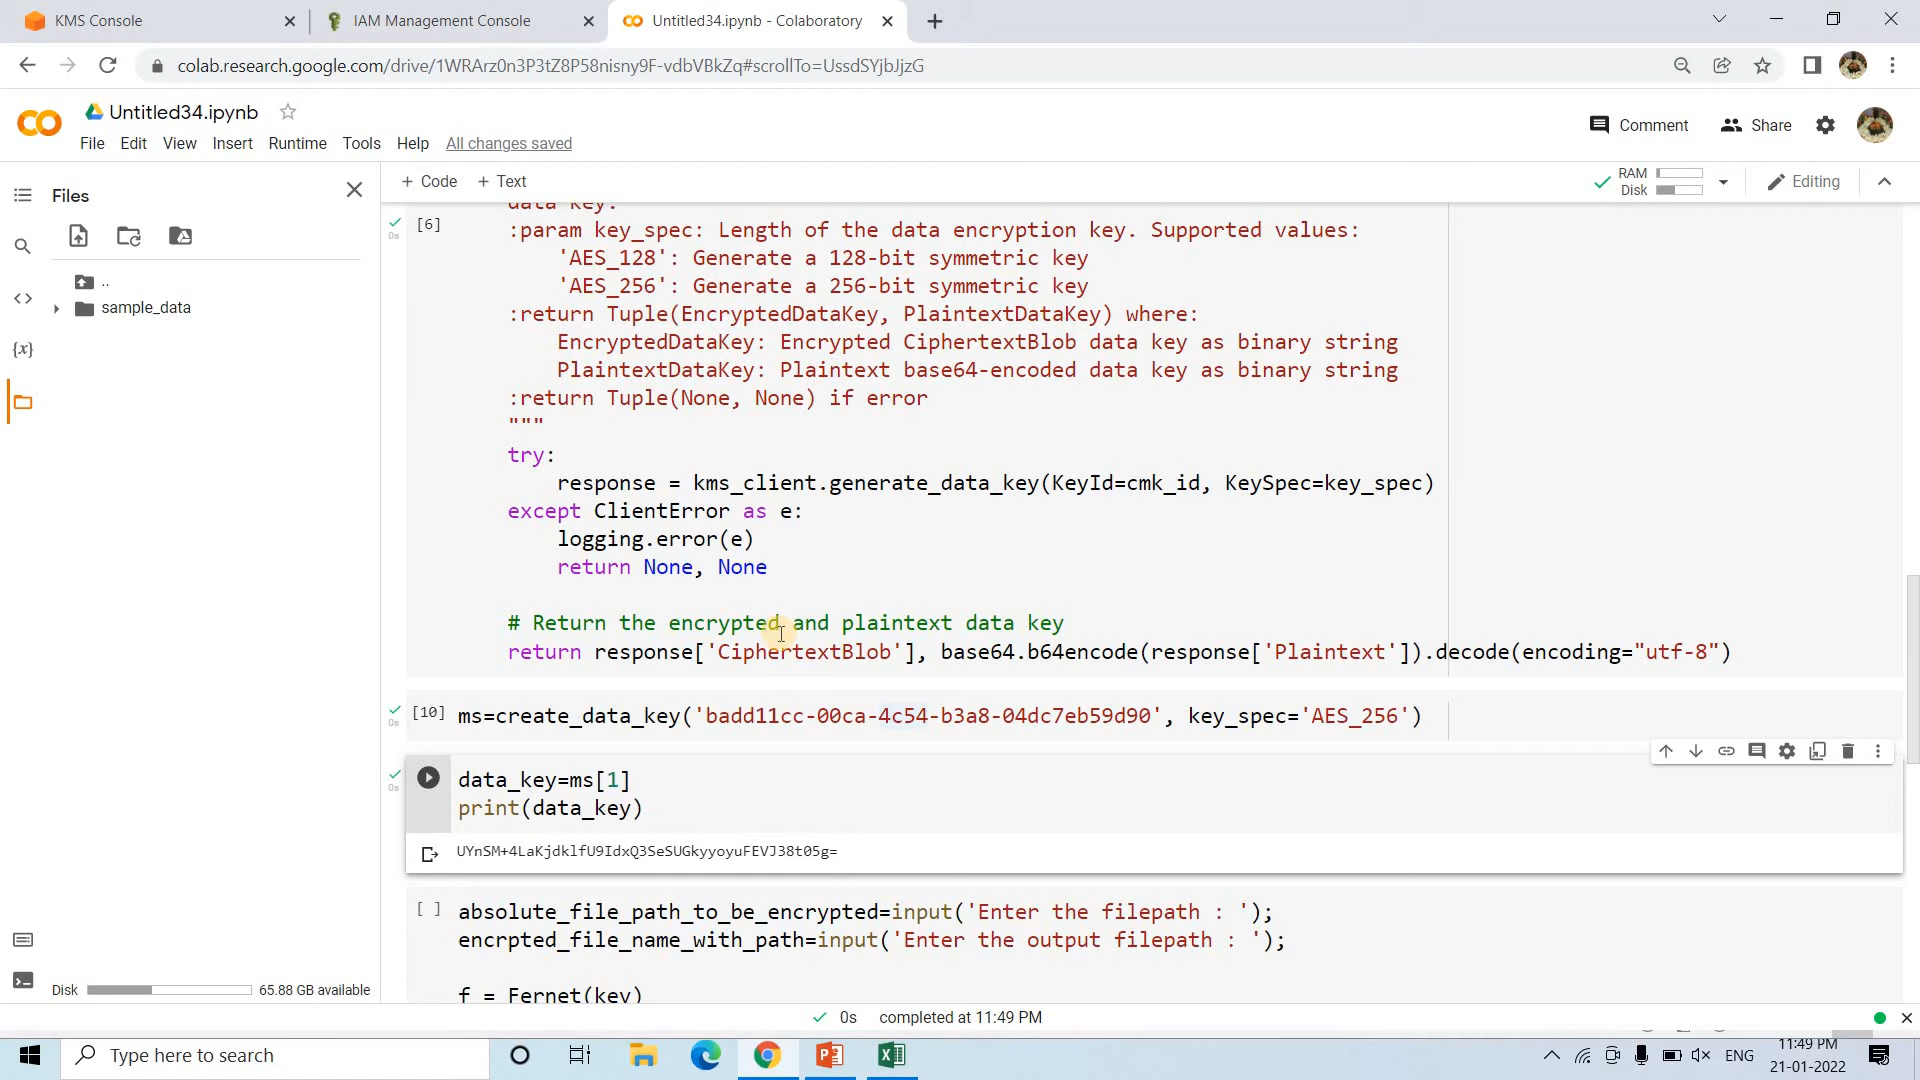 KMS Console
IAM Management Console
Untitled34.ipynb - Colaboratory
colab.research.google.com/drive/1WRArz0n3P3tZ8P58nisny9F-vdbVBkZq#scrollTo=UssdSYjbJjzG
Untitled34.ipynb
File Edit View Insert Runtime Tools Help All changes saved
Comment
Share
Files
+ Code + Text
RAM
Disk
Editing
..
sample_data
Disk
65.88 GB available
data key.
[6]
:param key_spec: Length of the data encryption key. Supported values:
'AES_128': Generate a 128-bit symmetric key
'AES_256': Generate a 256-bit symmetric key
:return Tuple(EncryptedDataKey, PlaintextDataKey) where:
EncryptedDataKey: Encrypted CiphertextBlob data key as binary string
PlaintextDataKey: Plaintext base64-encoded data key as binary string
:return Tuple(None, None) if error
"""
try:
response = kms_client.generate_data_key(KeyId=cmk_id, KeySpec=key_spec)
except ClientError as e:
logging.error(e)
return None, None
# Return the encrypted and plaintext data key
return response['CiphertextBlob'], base64.b64encode(response['Plaintext']).decode(encoding="utf-8")
[10] ms=create_data_key('badd11cc-00ca-4c54-b3a8-04dc7eb59d90', key_spec='AES_256')
data_key=ms[1]
print(data_key)
UYnSM+4LaKjdklfU9IdxQ3SeSUGkyyoyuFEVJ38t05g=
[ ] absolute_file_path_to_be_encrypted=input('Enter the filepath : ');
encrpted_file_name_with_path=input('Enter the output filepath : ');
f = Fernet(key)
0s completed at 11:49 PM
Type here to search
ENG
11:49 PM
21-01-2022